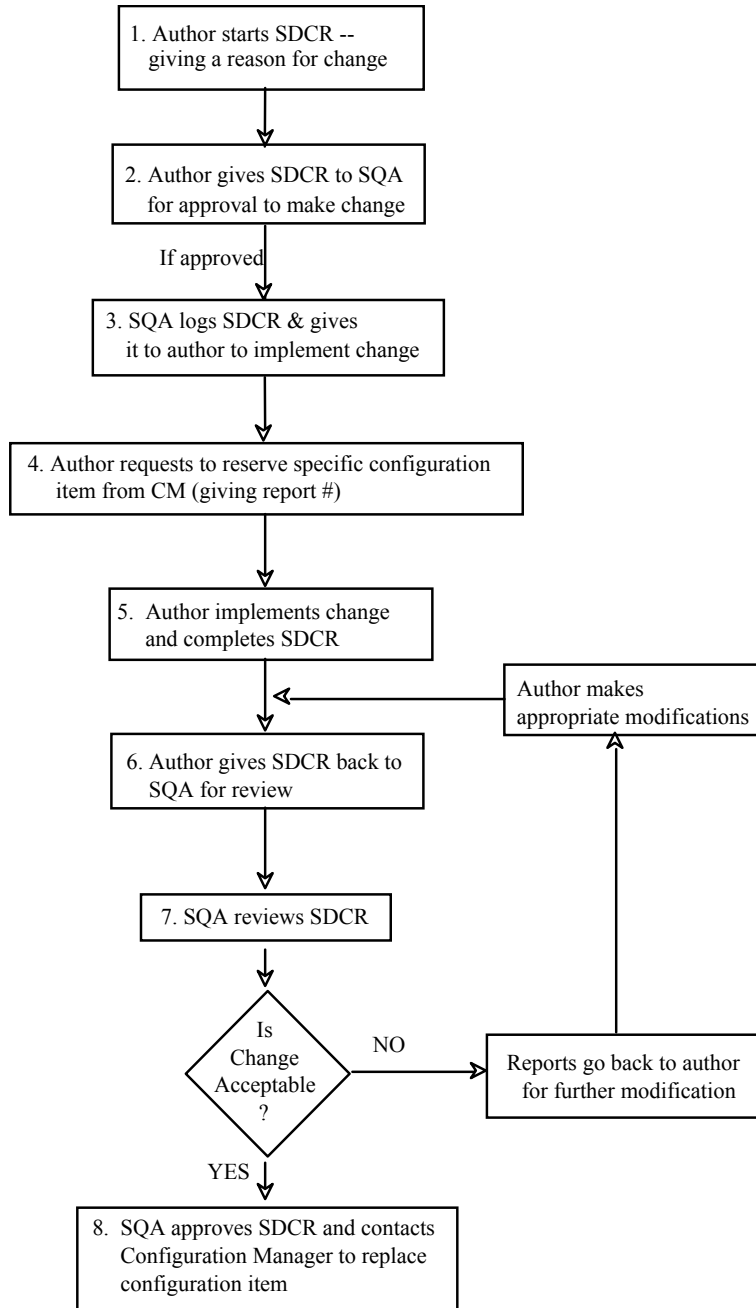 1. Author starts SDCR --
giving a reason for change
2. Author gives SDCR to SQA
for approval to make change
If approved
3. SQA logs SDCR & gives
it to author to implement change
4. Author requests to reserve specific configuration
item from CM (giving report #)
5. Author implements change
and completes SDCR
Author makes
appropriate modifications
6. Author gives SDCR back to
SQA for review
7. SQA reviews SDCR
Is
Change
Acceptable
?
NO
Reports go back to author
for further modification
YES
8. SQA approves SDCR and contacts
Configuration Manager to replace
configuration item